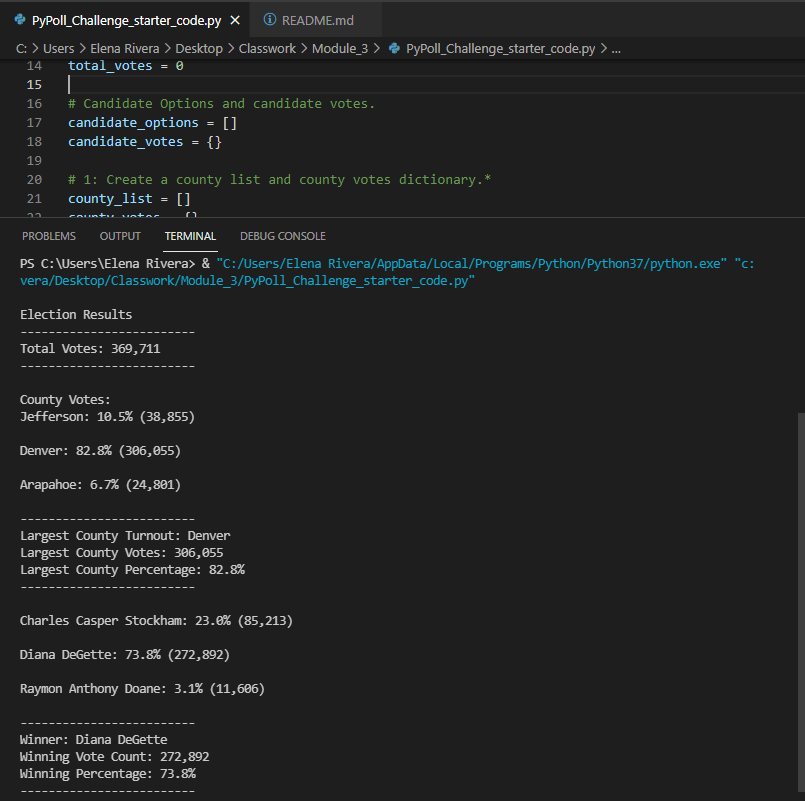 PyPoll_Challenge_starter_code.py × README.md
C: > Users > Elena Rivera > Desktop > Classwork > Module_3 > PyPoll_Challenge_starter_code.py > ...
14 total_votes = 0
15
16 # Candidate Options and candidate votes.
17 candidate_options = []
18 candidate_votes = {}
19
20 # 1: Create a county list and county votes dictionary.*
21 county_list = []
22 county_votes = {}
PROBLEMS OUTPUT TERMINAL DEBUG CONSOLE
PS C:\Users\Elena Rivera> & "C:/Users/Elena Rivera/AppData/Local/Programs/Python/Python37/python.exe" "c:
vera/Desktop/Classwork/Module_3/PyPoll_Challenge_starter_code.py"
Election Results
-------------------------
Total Votes: 369,711
-------------------------
County Votes:
Jefferson: 10.5% (38,855)
Denver: 82.8% (306,055)
Arapahoe: 6.7% (24,801)
-------------------------
Largest County Turnout: Denver
Largest County Votes: 306,055
Largest County Percentage: 82.8%
-------------------------
Charles Casper Stockham: 23.0% (85,213)
Diana DeGette: 73.8% (272,892)
Raymon Anthony Doane: 3.1% (11,606)
-------------------------
Winner: Diana DeGette
Winning Vote Count: 272,892
Winning Percentage: 73.8%
-------------------------